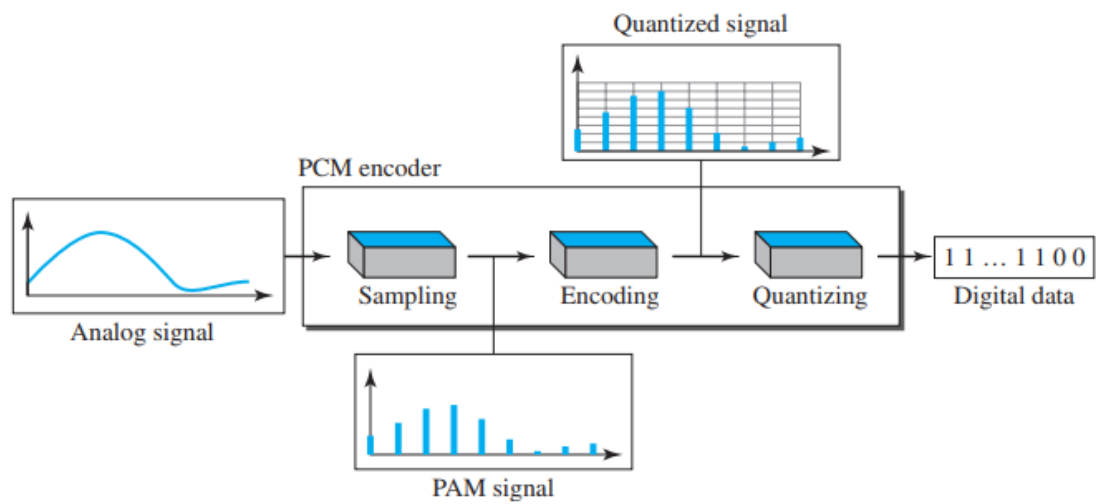 Quantized signal
PCM encoder
Sampling
Encoding
Quantizing
1 1 ... 1 1 0 0
Digital data
Analog signal
PAM signal